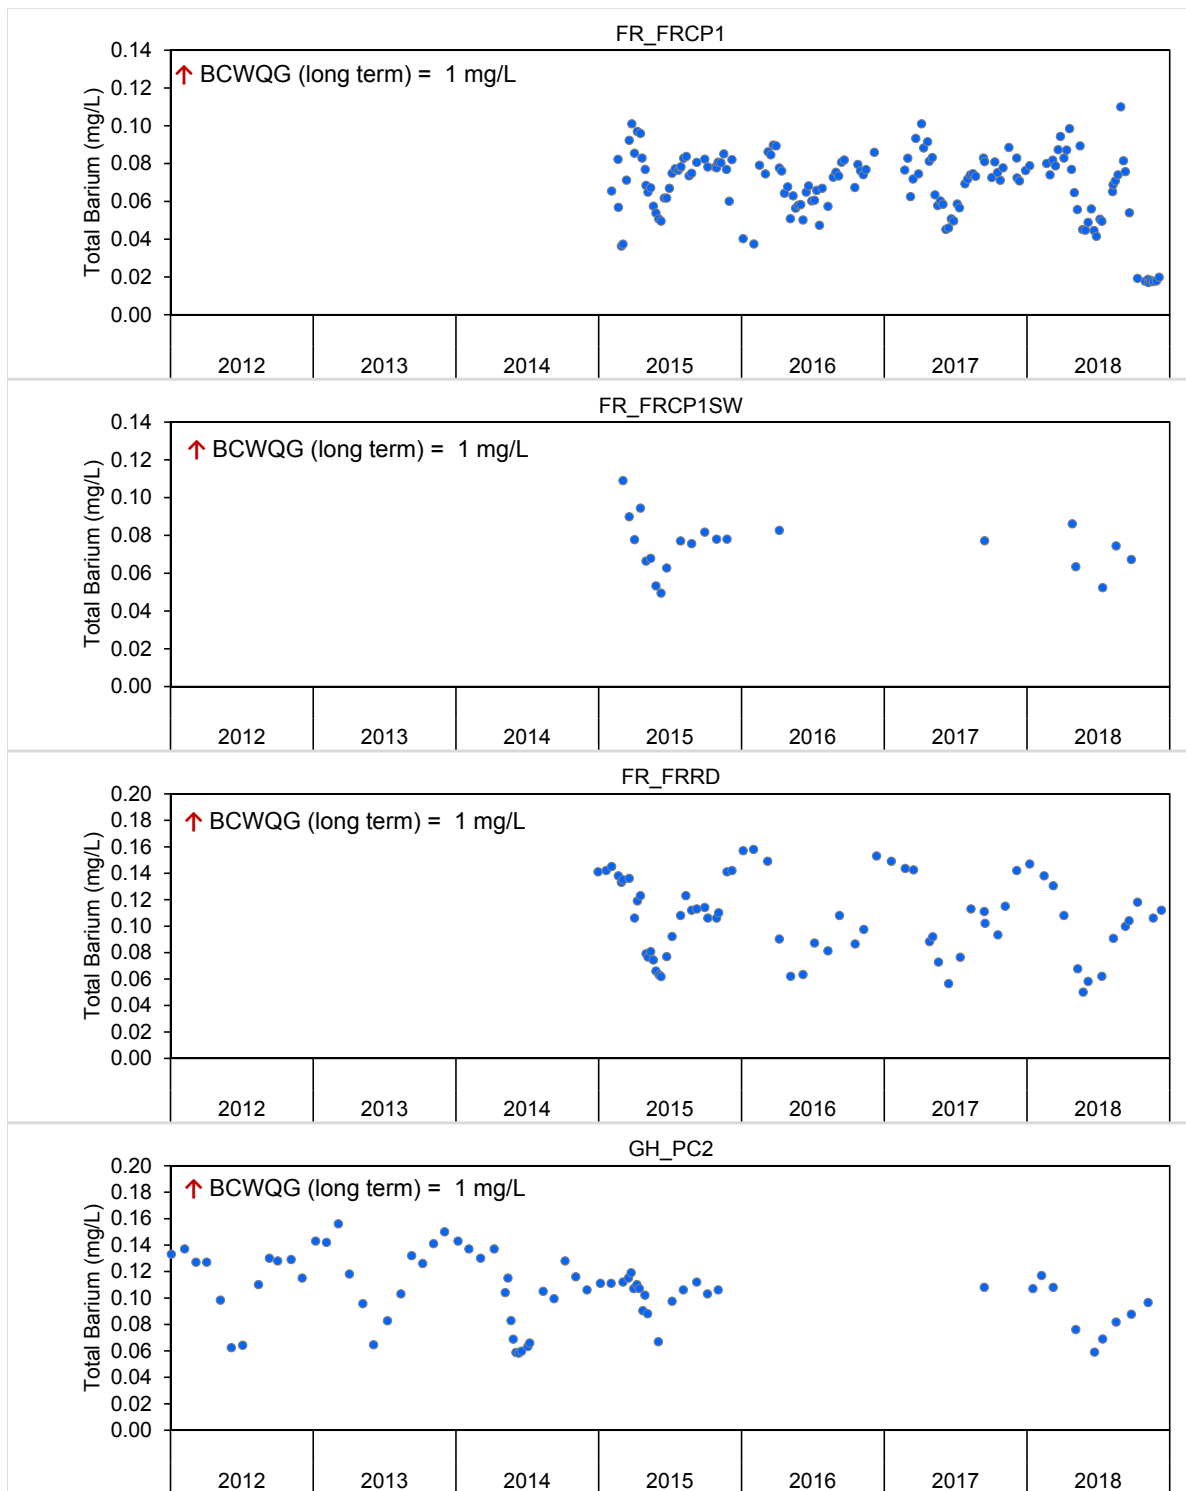 FR_FRCP1
↑ BCWQG (long term) = 1 mg/L
Total Barium (mg/L)
0.14
0.12
0.10
0.08
0.06
0.04
0.02
0.00
2012 2013 2014 2015 2016 2017 2018
FR_FRCP1SW
↑ BCWQG (long term) = 1 mg/L
Total Barium (mg/L)
0.14
0.12
0.10
0.08
0.06
0.04
0.02
0.00
2012 2013 2014 2015 2016 2017 2018
FR_FRRD
↑ BCWQG (long term) = 1 mg/L
Total Barium (mg/L)
0.20
0.18
0.16
0.14
0.12
0.10
0.08
0.06
0.04
0.02
0.00
2012 2013 2014 2015 2016 2017 2018
GH_PC2
↑ BCWQG (long term) = 1 mg/L
Total Barium (mg/L)
0.20
0.18
0.16
0.14
0.12
0.10
0.08
0.06
0.04
0.02
0.00
2012 2013 2014 2015 2016 2017 2018